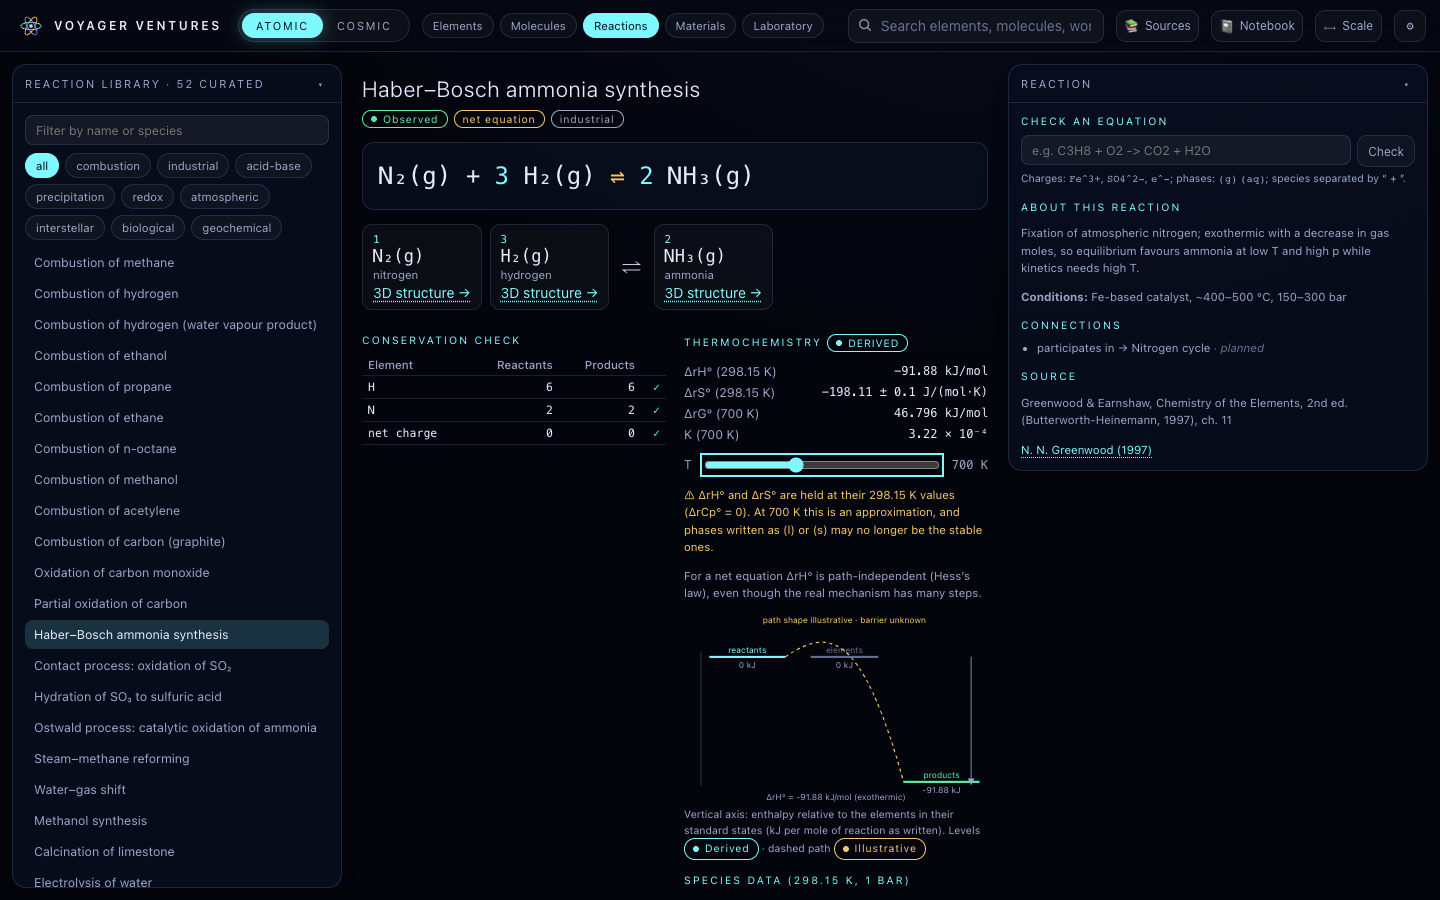 VOYAGER VENTURES
ATOMIC COSMIC
Elements Molecules Reactions Materials Laboratory
Search elements, molecules, wor
Sources Notebook Scale
REACTION LIBRARY · 52 CURATED
Filter by name or species
all combustion industrial acid-base
precipitation redox atmospheric
interstellar biological geochemical
Combustion of methane
Combustion of hydrogen
Combustion of hydrogen (water vapour product)
Combustion of ethanol
Combustion of propane
Combustion of ethane
Combustion of n-octane
Combustion of methanol
Combustion of acetylene
Combustion of carbon (graphite)
Oxidation of carbon monoxide
Partial oxidation of carbon
Haber–Bosch ammonia synthesis
Contact process: oxidation of SO₂
Hydration of SO₃ to sulfuric acid
Ostwald process: catalytic oxidation of ammonia
Steam–methane reforming
Water–gas shift
Methanol synthesis
Calcination of limestone
Electrolysis of water
Haber–Bosch ammonia synthesis
Observed net equation industrial
N₂(g) + 3 H₂(g) ⇌ 2 NH₃(g)
1
N₂(g)
nitrogen
3D structure →
3
H₂(g)
hydrogen
3D structure →
⇌
2
NH₃(g)
ammonia
3D structure →
CONSERVATION CHECK
Element Reactants Products
H 6 6 ✓
N 2 2 ✓
net charge 0 0 ✓
THERMOCHEMISTRY DERIVED
ΔrH° (298.15 K) −91.88 kJ/mol
ΔrS° (298.15 K) −198.11 ± 0.1 J/(mol·K)
ΔrG° (700 K) 46.796 kJ/mol
K (700 K) 3.22 × 10⁻⁴
T 700 K
⚠ ΔrH° and ΔrS° are held at their 298.15 K values
(ΔrCp° = 0). At 700 K this is an approximation, and
phases written as (l) or (s) may no longer be the stable
ones.
For a net equation ΔrH° is path-independent (Hess's
law), even though the real mechanism has many steps.
path shape illustrative · barrier unknown
reactants elements
0 kJ 0 kJ
products
-91.88 kJ
ΔrH° = -91.88 kJ/mol (exothermic)
Vertical axis: enthalpy relative to the elements in their
standard states (kJ per mole of reaction as written). Levels
Derived · dashed path Illustrative
SPECIES DATA (298.15 K, 1 BAR)
REACTION
CHECK AN EQUATION
e.g. C3H8 + O2 -> CO2 + H2O
Check
Charges: Fe^3+, SO4^2−, e^−; phases: (g) (aq); species separated by " + ".
ABOUT THIS REACTION
Fixation of atmospheric nitrogen; exothermic with a decrease in gas
moles, so equilibrium favours ammonia at low T and high p while
kinetics needs high T.
Conditions: Fe-based catalyst, ~400–500 °C, 150–300 bar
CONNECTIONS
• participates in → Nitrogen cycle · planned
SOURCE
Greenwood & Earnshaw, Chemistry of the Elements, 2nd ed.
(Butterworth-Heinemann, 1997), ch. 11
N. N. Greenwood (1997)